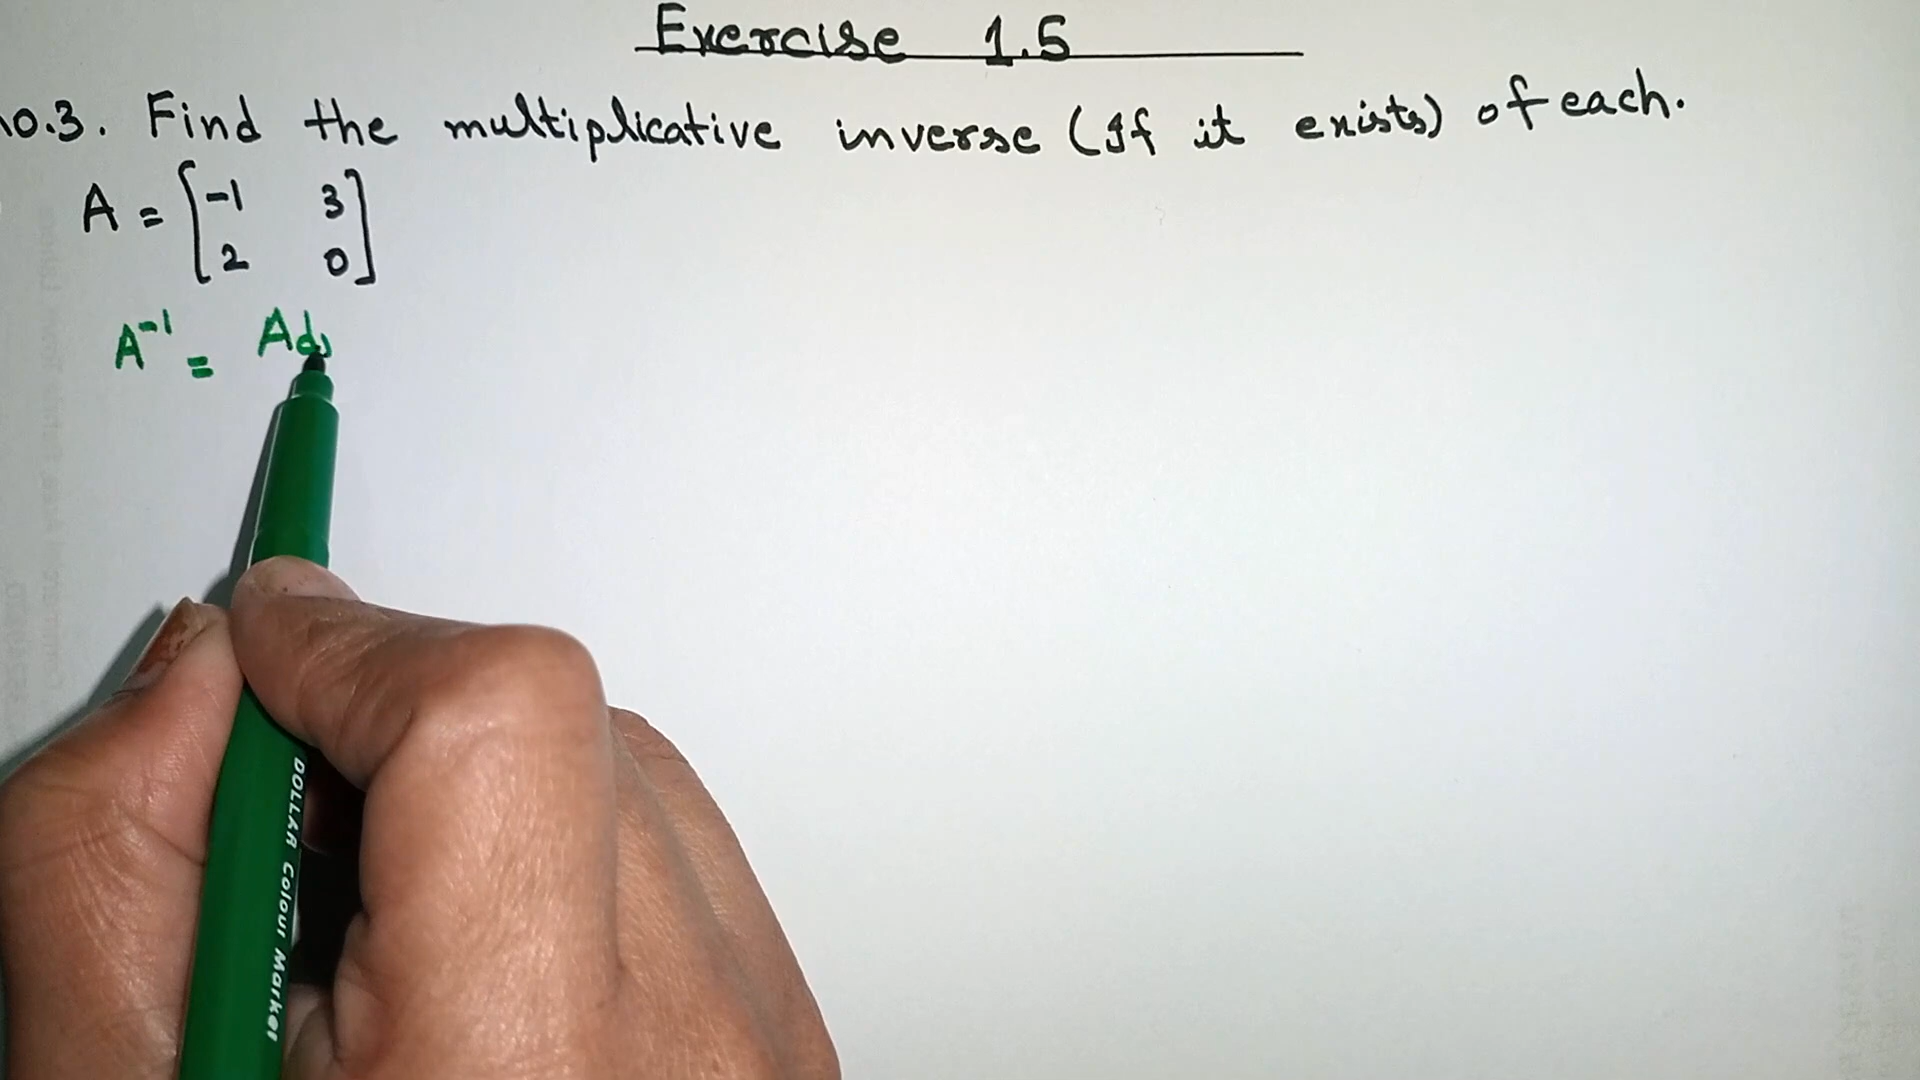 Exercise 1.5
no.3. Find the multiplicative inverse (If it exists) of each.
A = [-1 3
2 0]
A⁻¹ = Adj
DOLLAR Colour Marker